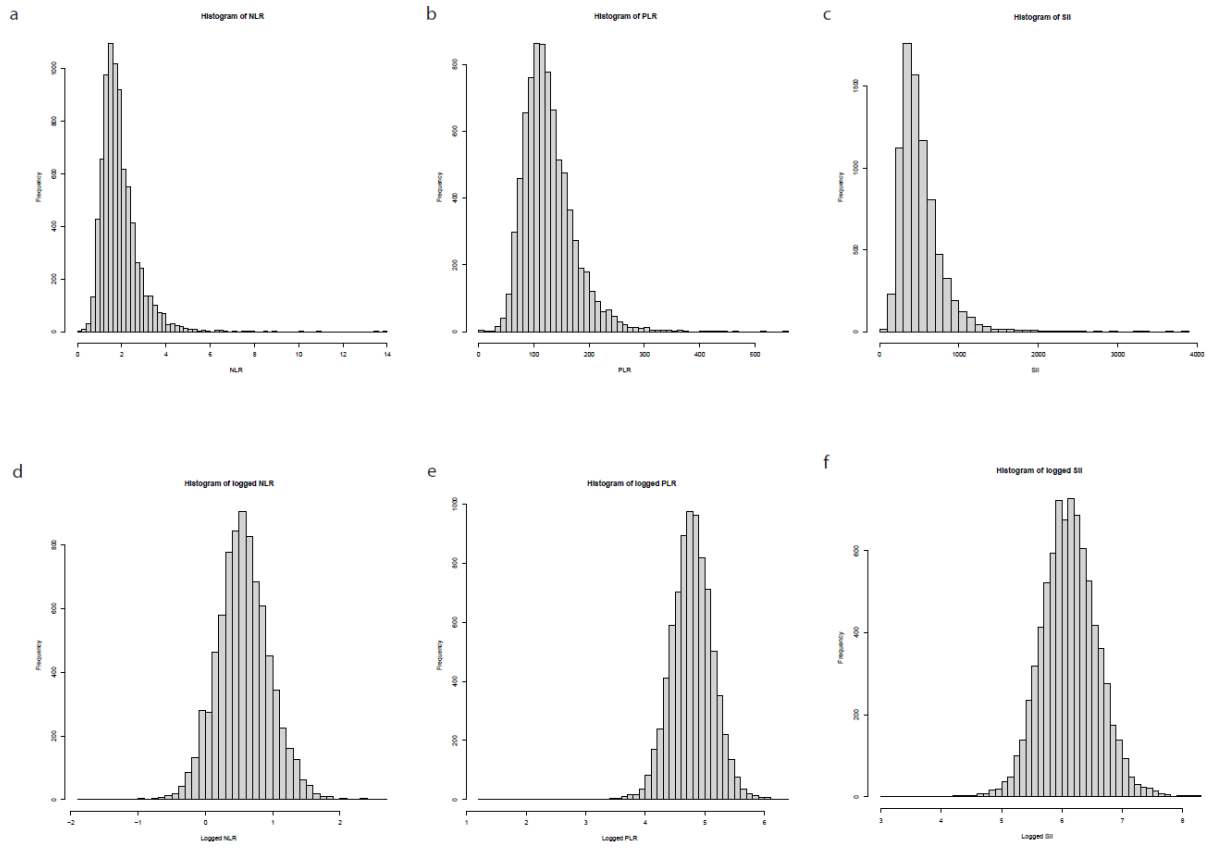 a
Histogram of NLR
Frequency
0 200 400 600 800 1000
0 2 4 6 8 10 12 14
NLR
b
Histogram of PLR
Frequency
0 200 400 600 800
0 100 200 300 400 500
PLR
c
Histogram of SII
Frequency
0 500 1000 1500
0 1000 2000 3000 4000
SII
d
Histogram of logged NLR
Frequency
0 200 400 600 800
−2 −1 0 1 2
Logged NLR
e
Histogram of logged PLR
Frequency
0 200 400 600 800 1000
1 2 3 4 5 6
Logged PLR
f
Histogram of logged SII
Frequency
0 200 400 600
3 4 5 6 7 8
Logged SII